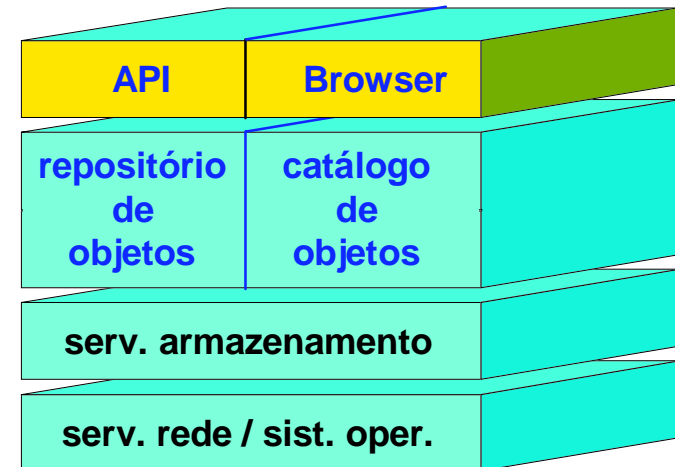 API
Browser
repositório
de
objetos
catálogo
de
objetos
serv. armazenamento
serv. rede / sist. oper.